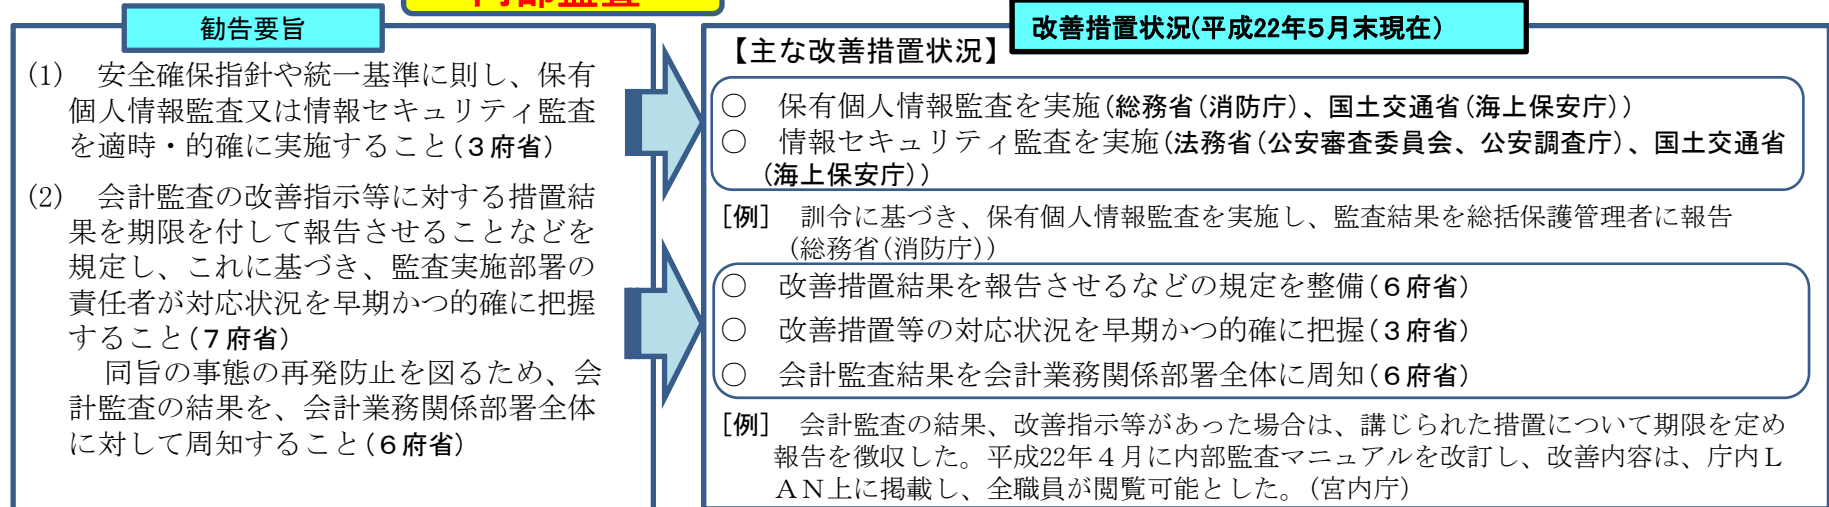 内部監査
勧告要旨
(1)　安全確保指針や統一基準に則し、保有
個人情報監査又は情報セキュリティ監査
を適時・的確に実施すること(３府省)
(2)　会計監査の改善指示等に対する措置結
果を期限を付して報告させることなどを
規定し、これに基づき、監査実施部署の
責任者が対応状況を早期かつ的確に把握
すること(７府省)
同旨の事態の再発防止を図るため、会
計監査の結果を、会計業務関係部署全体
に対して周知すること(６府省)
改善措置状況(平成22年５月末現在)
【主な改善措置状況】
○　保有個人情報監査を実施(総務省(消防庁)、国土交通省(海上保安庁))
○　情報セキュリティ監査を実施(法務省(公安審査委員会、公安調査庁)、国土交通省
(海上保安庁))
[例]　訓令に基づき、保有個人情報監査を実施し、監査結果を総括保護管理者に報告
(総務省(消防庁))
○　改善措置結果を報告させるなどの規定を整備(６府省)
○　改善措置等の対応状況を早期かつ的確に把握(３府省)
○　会計監査結果を会計業務関係部署全体に周知(６府省)
[例]　会計監査の結果、改善指示等があった場合は、講じられた措置について期限を定め
報告を徴収した。平成22年４月に内部監査マニュアルを改訂し、改善内容は、庁内Ｌ
ＡＮ上に掲載し、全職員が閲覧可能とした。(宮内庁)